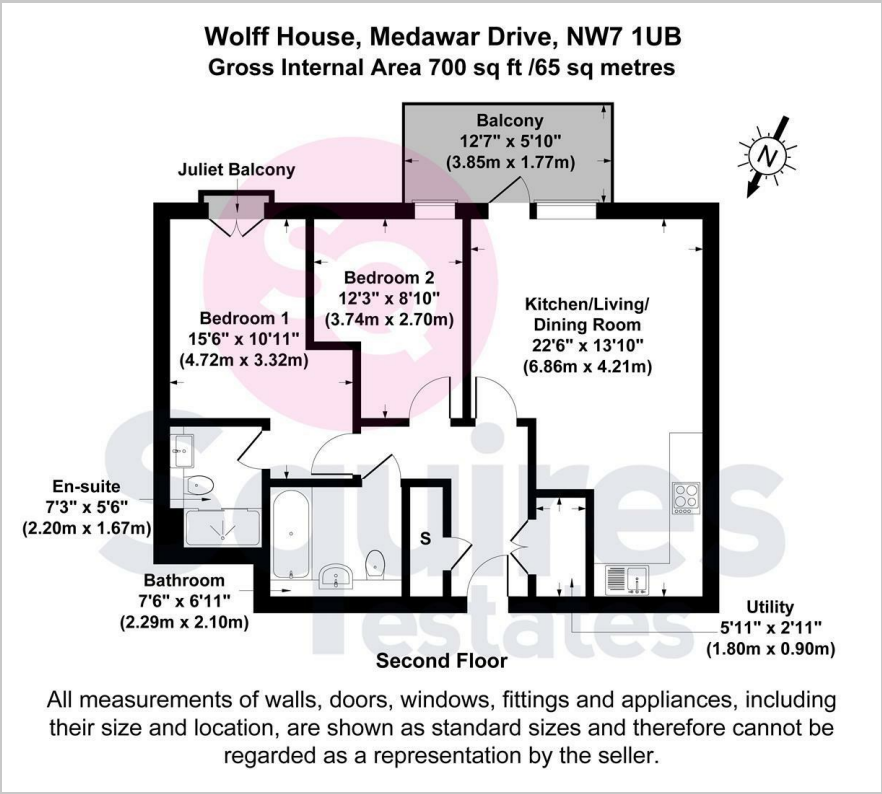 Wolff House, Medawar Drive, NW7 1UB
Gross Internal Area 700 sq ft /65 sq metres
Balcony
12'7" x 5'10"
(3.85m x 1.77m)
N
Juliet Balcony
Bedroom 2
12'3" x 8'10"
(3.74m x 2.70m)
Bedroom 1
15'6" x 10'11"
(4.72m x 3.32m)
Kitchen/Living/
Dining Room
22'6" x 13'10"
(6.86m x 4.21m)
SQ
Squires
estates
En-suite
7'3" x 5'6"
(2.20m x 1.67m)
S
Bathroom
7'6" x 6'11"
(2.29m x 2.10m)
Utility
5'11" x 2'11"
(1.80m x 0.90m)
Second Floor
All measurements of walls, doors, windows, fittings and appliances, including
their size and location, are shown as standard sizes and therefore cannot be
regarded as a representation by the seller.